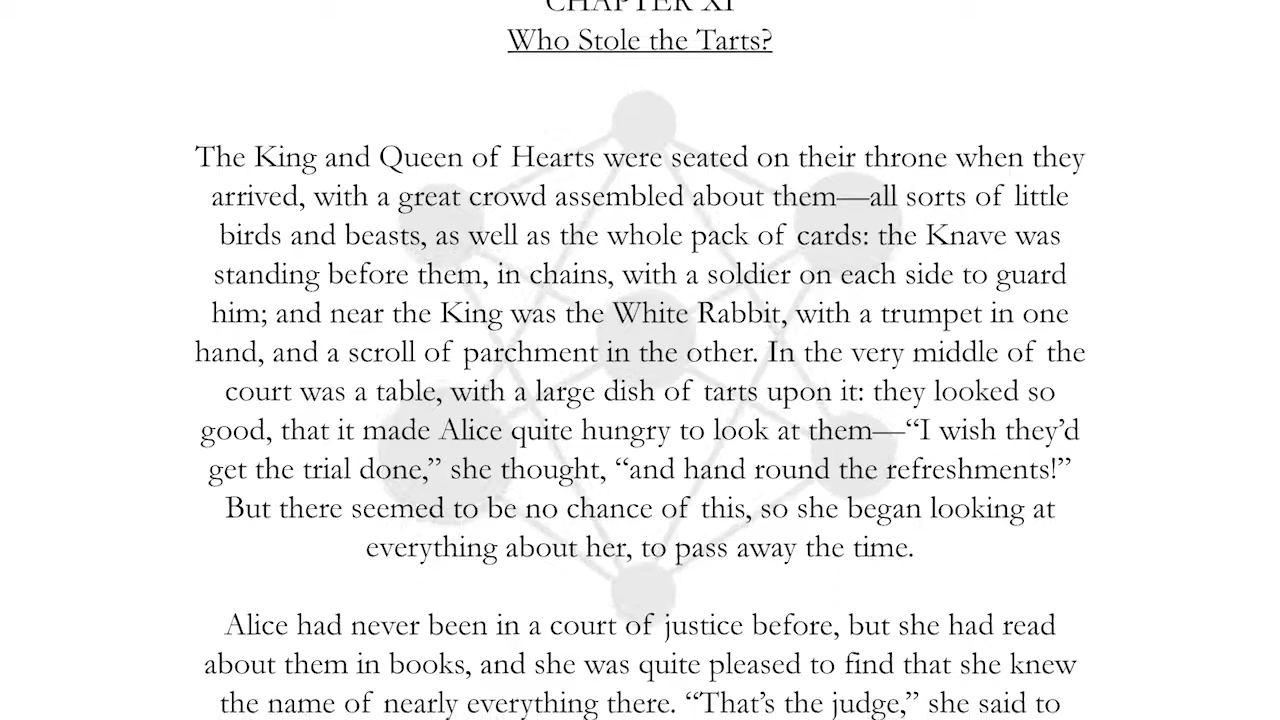 CHAPTER XI
Who Stole the Tarts?
The King and Queen of Hearts were seated on their throne when they
arrived, with a great crowd assembled about them—all sorts of little
birds and beasts, as well as the whole pack of cards: the Knave was
standing before them, in chains, with a soldier on each side to guard
him; and near the King was the White Rabbit, with a trumpet in one
hand, and a scroll of parchment in the other. In the very middle of the
court was a table, with a large dish of tarts upon it: they looked so
good, that it made Alice quite hungry to look at them—“I wish they’d
get the trial done,” she thought, “and hand round the refreshments!”
But there seemed to be no chance of this, so she began looking at
everything about her, to pass away the time.
Alice had never been in a court of justice before, but she had read
about them in books, and she was quite pleased to find that she knew
the name of nearly everything there. “That’s the judge,” she said to